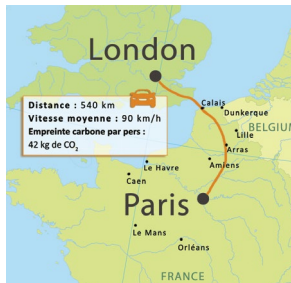 London
Distance : 540 km
Vitesse moyenne : 90 km/h
Empreinte carbone par pers :
42 kg de CO₂
Calais
Dunkerque
BELGIUM
Lille
Arras
Le Havre
Amiens
Caen
Paris
Le Mans
Orléans
FRANCE